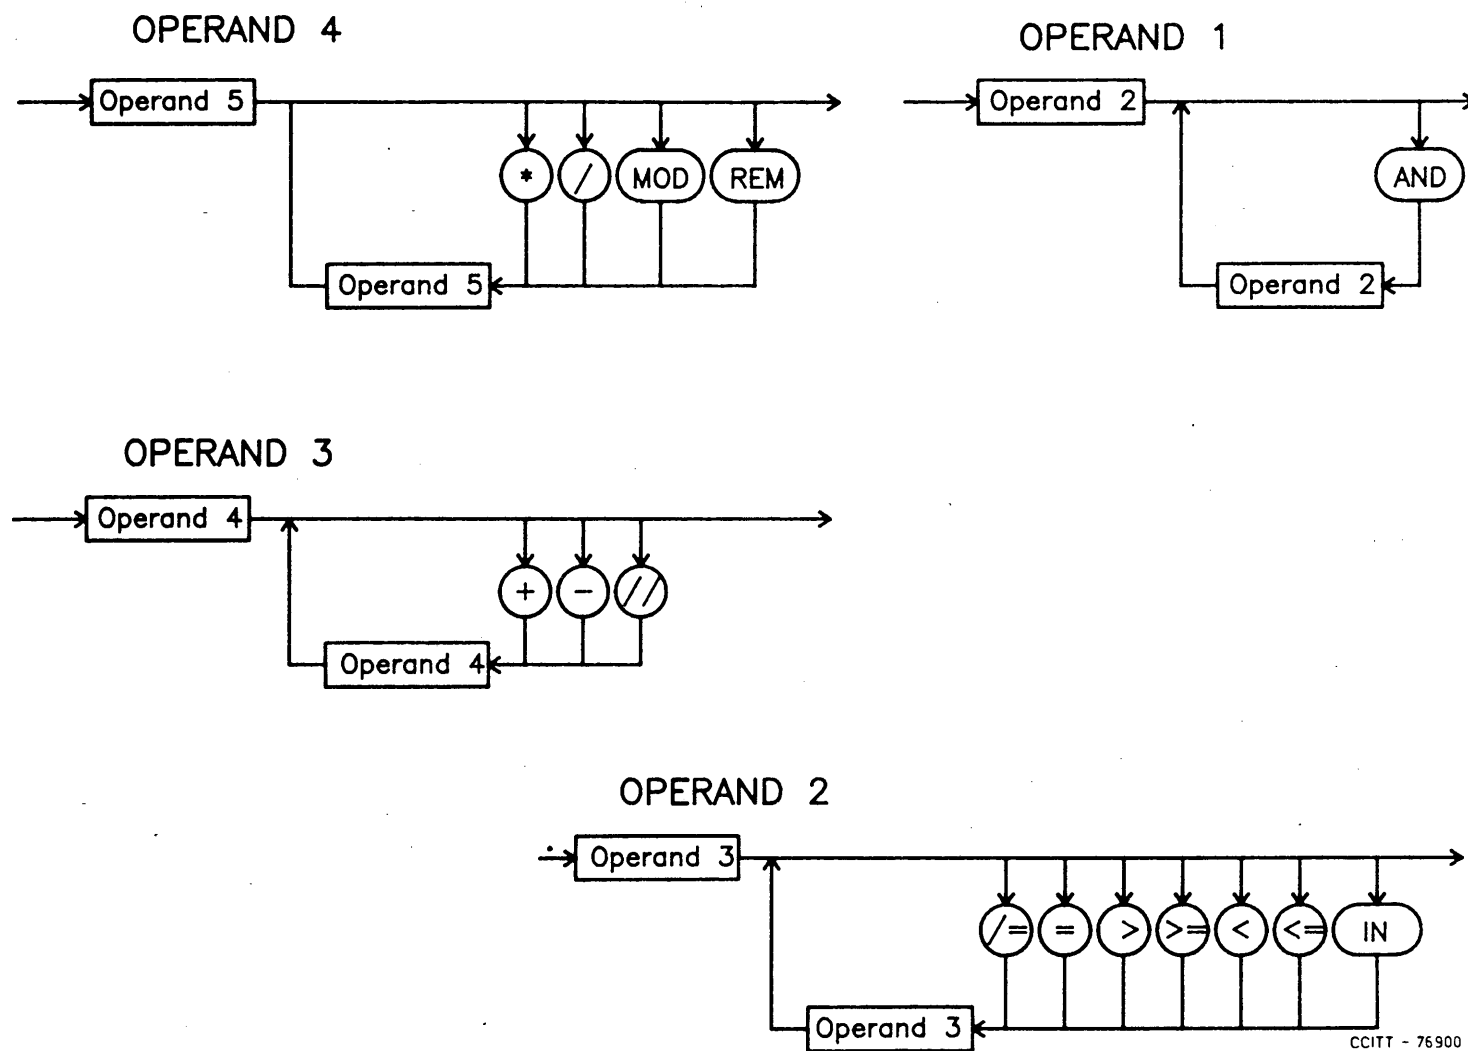 OPERAND 4
Operand 5
* / MOD REM
Operand 5
OPERAND 1
Operand 2
AND
Operand 2
OPERAND 3
Operand 4
+ - //
Operand 4
OPERAND 2
Operand 3
/= = > >= < <= IN
Operand 3
CCITT - 76900